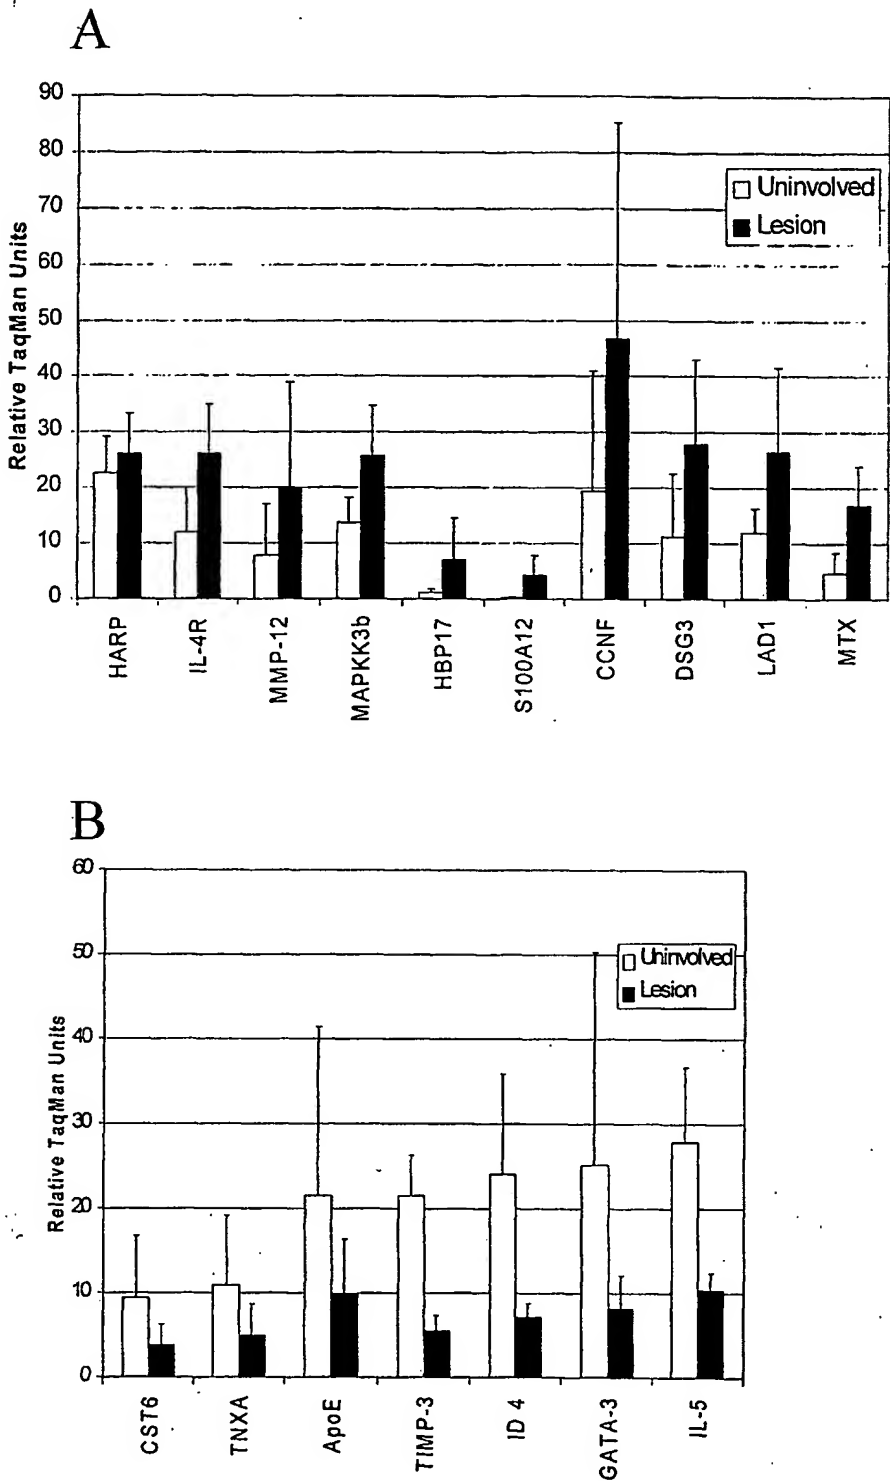 A
90
80
70
60
50
40
30
20
10
0
Relative TaqMan Units
Uninvolved
Lesion
HARP
IL-4R
MMP-12
MAPKK3b
HBP17
S100A12
CCNF
DSG3
LAD1
MTX
B
60
50
40
30
20
10
0
Relative TaqMan Units
Uninvolved
Lesion
CST6
TNXA
ApoE
TIMP-3
ID 4
GATA-3
IL-5